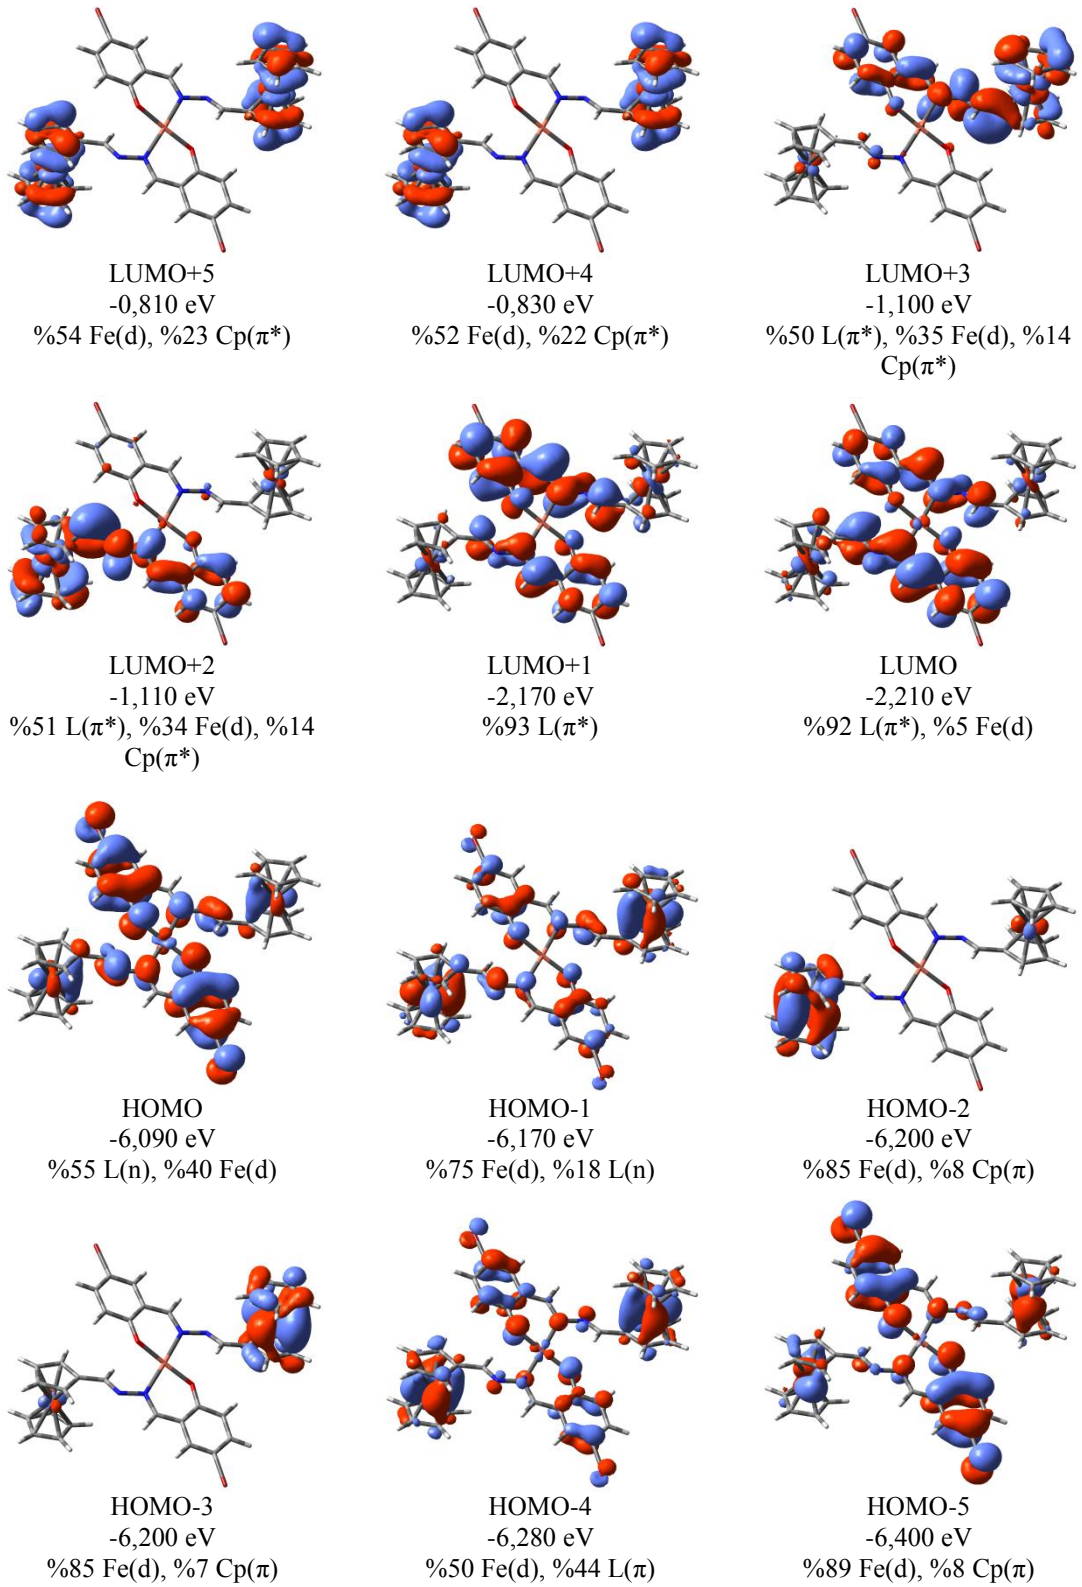 LUMO+5
-0,810 eV
%54 Fe(d), %23 Cp(π*)
LUMO+4
-0,830 eV
%52 Fe(d), %22 Cp(π*)
LUMO+3
-1,100 eV
%50 L(π*), %35 Fe(d), %14
Cp(π*)
LUMO+2
-1,110 eV
%51 L(π*), %34 Fe(d), %14
Cp(π*)
LUMO+1
-2,170 eV
%93 L(π*)
LUMO
-2,210 eV
%92 L(π*), %5 Fe(d)
HOMO
-6,090 eV
%55 L(n), %40 Fe(d)
HOMO-1
-6,170 eV
%75 Fe(d), %18 L(n)
HOMO-2
-6,200 eV
%85 Fe(d), %8 Cp(π)
HOMO-3
-6,200 eV
%85 Fe(d), %7 Cp(π)
HOMO-4
-6,280 eV
%50 Fe(d), %44 L(π)
HOMO-5
-6,400 eV
%89 Fe(d), %8 Cp(π)